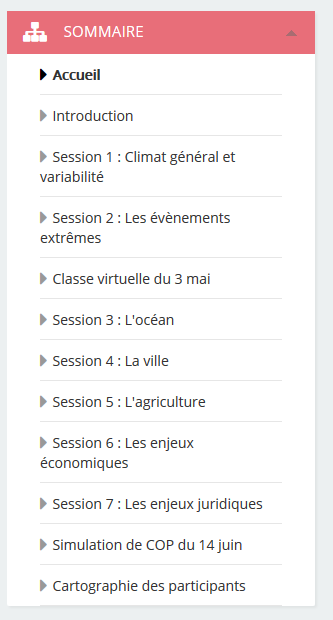 SOMMAIRE
Accueil
Introduction
Session 1 : Climat général et
variabilité
Session 2 : Les évènements
extrêmes
Classe virtuelle du 3 mai
Session 3 : L'océan
Session 4 : La ville
Session 5 : L'agriculture
Session 6 : Les enjeux
économiques
Session 7 : Les enjeux juridiques
Simulation de COP du 14 juin
Cartographie des participants